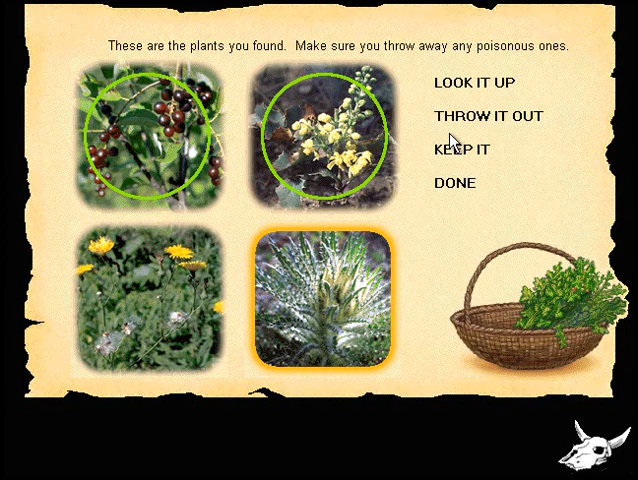 These are the plants you found. Make sure you throw away any poisonous ones.
LOOK IT UP
THROW IT OUT
KEEP IT
DONE